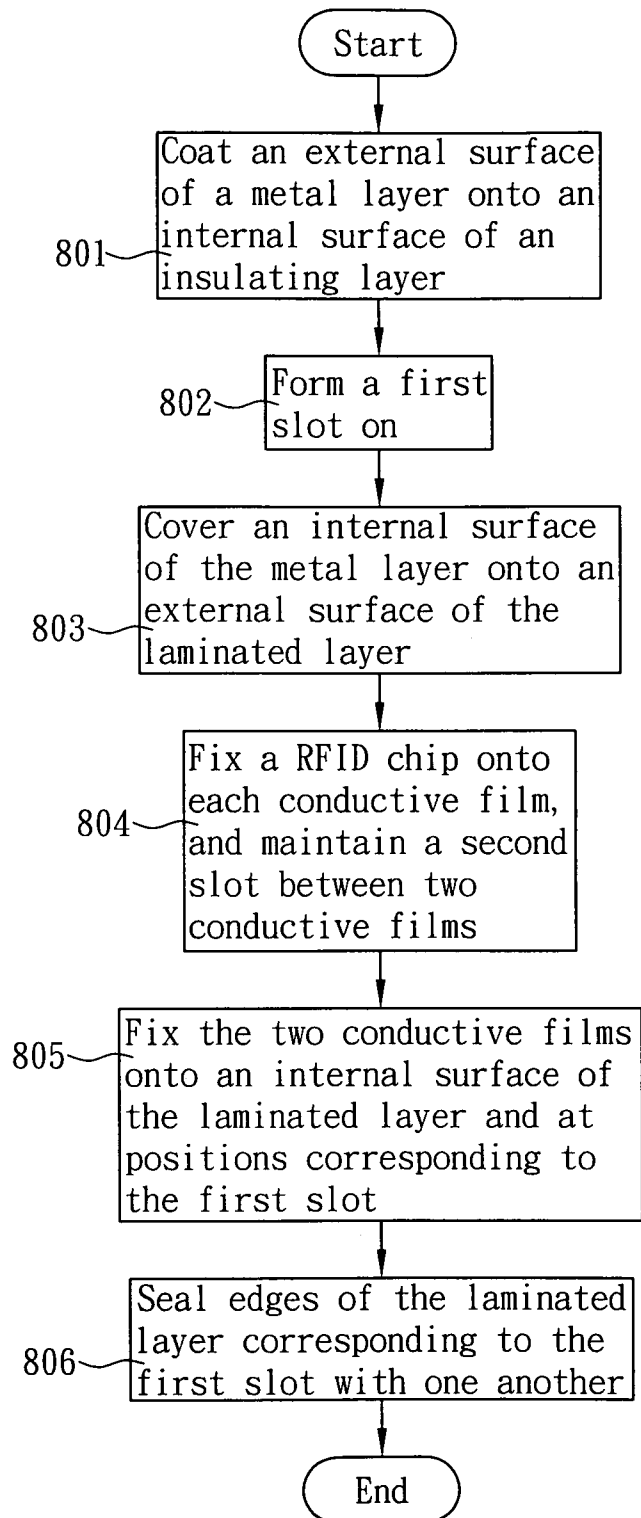 Start
Coat an external surface
of a metal layer onto an
internal surface of an
insulating layer
801
Form a first
slot on
802
Cover an internal surface
of the metal layer onto an
external surface of the
laminated layer
803
Fix a RFID chip onto
each conductive film,
and maintain a second
slot between two
conductive films
804
Fix the two conductive films
onto an internal surface of
the laminated layer and at
positions corresponding to
the first slot
805
Seal edges of the laminated
layer corresponding to the
first slot with one another
806
End